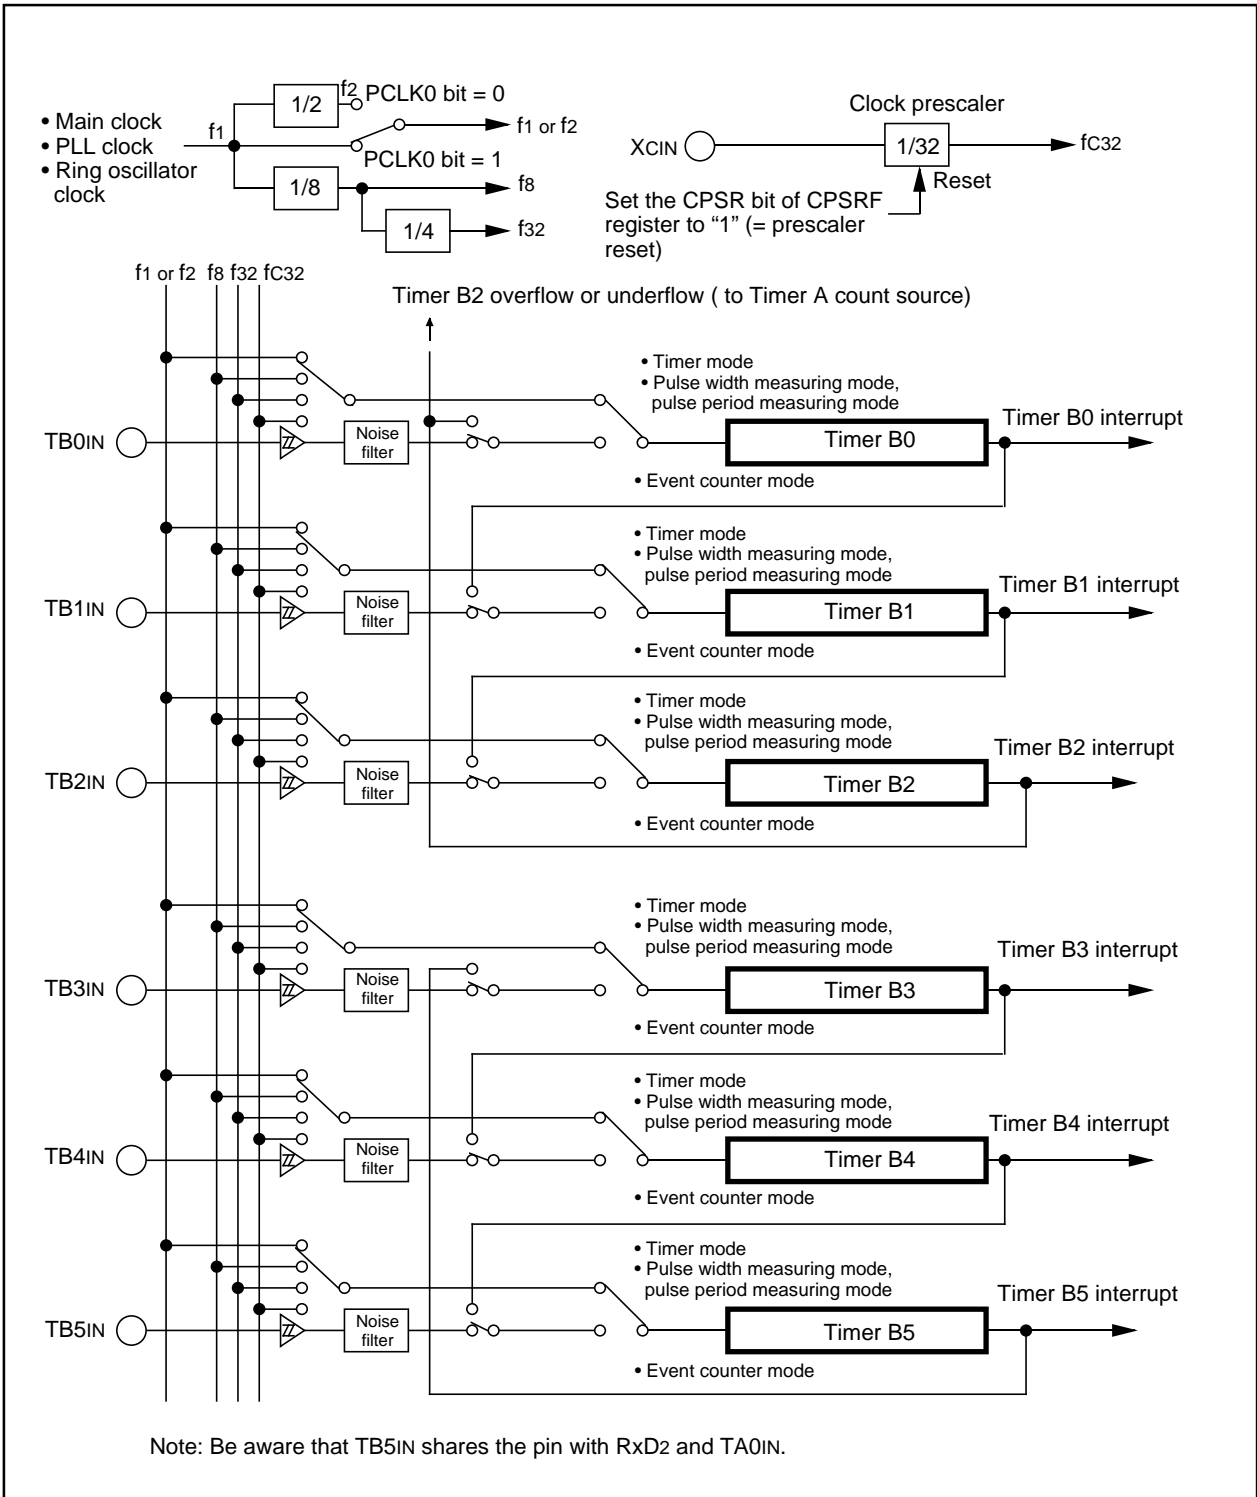 f2
PCLK0 bit = 0
1/2
• Main clock
• PLL clock
• Ring oscillator
clock
f1
f1 or f2
PCLK0 bit = 1
1/8
f8
1/4
f32
Clock prescaler
XCIN
1/32
fC32
Reset
Set the CPSR bit of CPSRF
register to “1” (= prescaler
reset)
f1 or f2 f8 f32 fC32
Timer B2 overflow or underflow ( to Timer A count source)
• Timer mode
• Pulse width measuring mode,
pulse period measuring mode
TB0IN
Noise
filter
Timer B0
Timer B0 interrupt
• Event counter mode
• Timer mode
• Pulse width measuring mode,
pulse period measuring mode
TB1IN
Noise
filter
Timer B1
Timer B1 interrupt
• Event counter mode
• Timer mode
• Pulse width measuring mode,
pulse period measuring mode
TB2IN
Noise
filter
Timer B2
Timer B2 interrupt
• Event counter mode
• Timer mode
• Pulse width measuring mode,
pulse period measuring mode
TB3IN
Noise
filter
Timer B3
Timer B3 interrupt
• Event counter mode
• Timer mode
• Pulse width measuring mode,
pulse period measuring mode
TB4IN
Noise
filter
Timer B4
Timer B4 interrupt
• Event counter mode
• Timer mode
• Pulse width measuring mode,
pulse period measuring mode
TB5IN
Noise
filter
Timer B5
Timer B5 interrupt
• Event counter mode
Note: Be aware that TB5IN shares the pin with RxD2 and TA0IN.